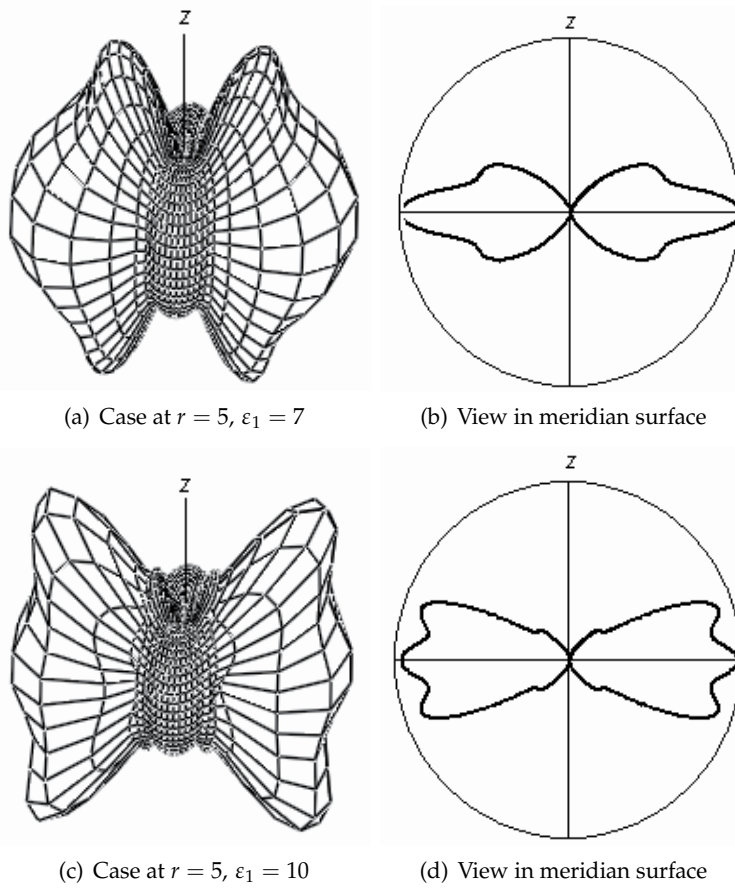 z
z
(a) Case at r = 5, ε₁ = 7
(b) View in meridian surface
z
z
(c) Case at r = 5, ε₁ = 10
(d) View in meridian surface